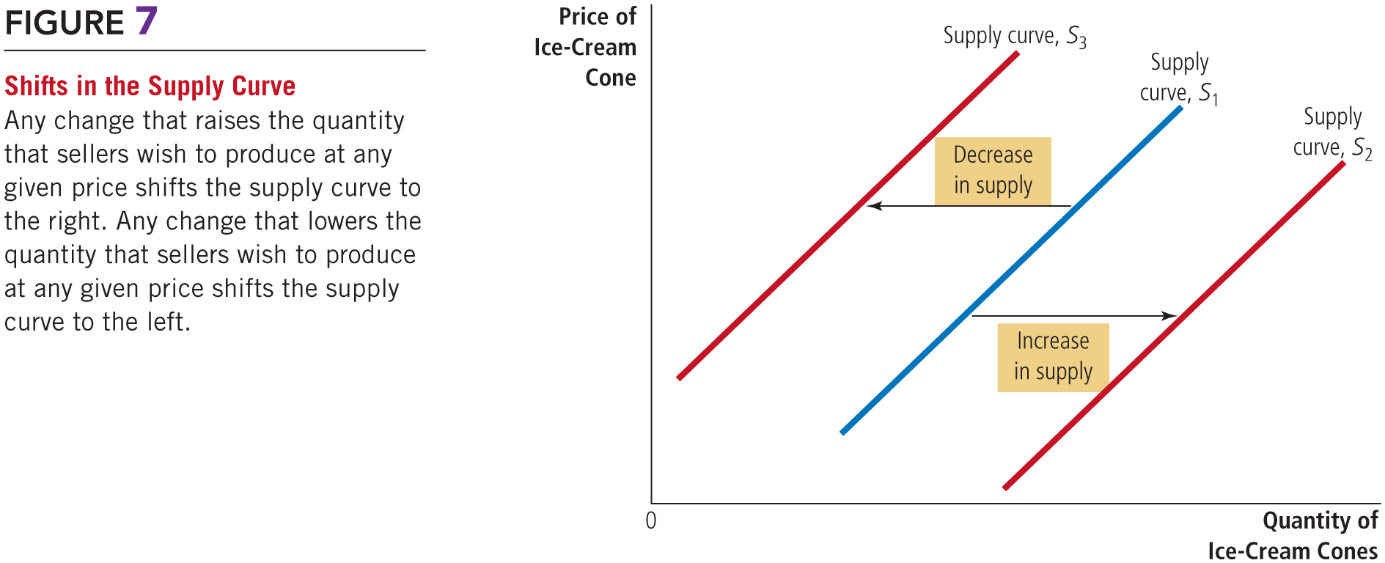 FIGURE 7
Shifts in the Supply Curve
Any change that raises the quantity
that sellers wish to produce at any
given price shifts the supply curve to
the right. Any change that lowers the
quantity that sellers wish to produce
at any given price shifts the supply
curve to the left.
Price of
Ice-Cream
Cone
Supply curve, S3
Supply
curve, S1
Supply
curve, S2
Decrease
in supply
Increase
in supply
0
Quantity of
Ice-Cream Cones